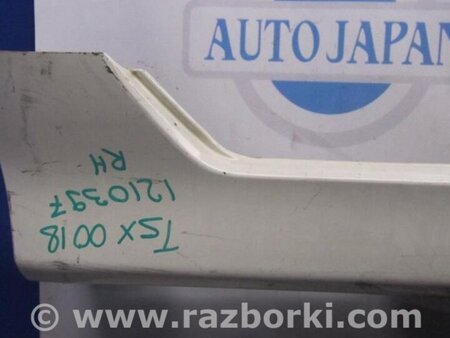 AUTO JAPAN
TSX 0018
1210397
RH
© www.razborki.com